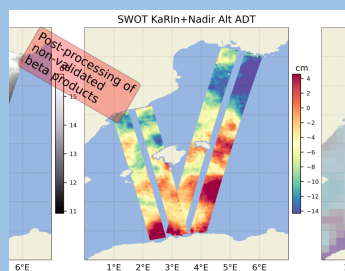 SWOT KaRIn+Nadir Alt ADT
Post-processing of
non-validated
beta products
15
14
13
12
11
cm
4
2
0
−2
−4
−6
−8
−10
−12
−14
6°E
1°E 2°E 3°E 4°E 5°E 6°E
6°E